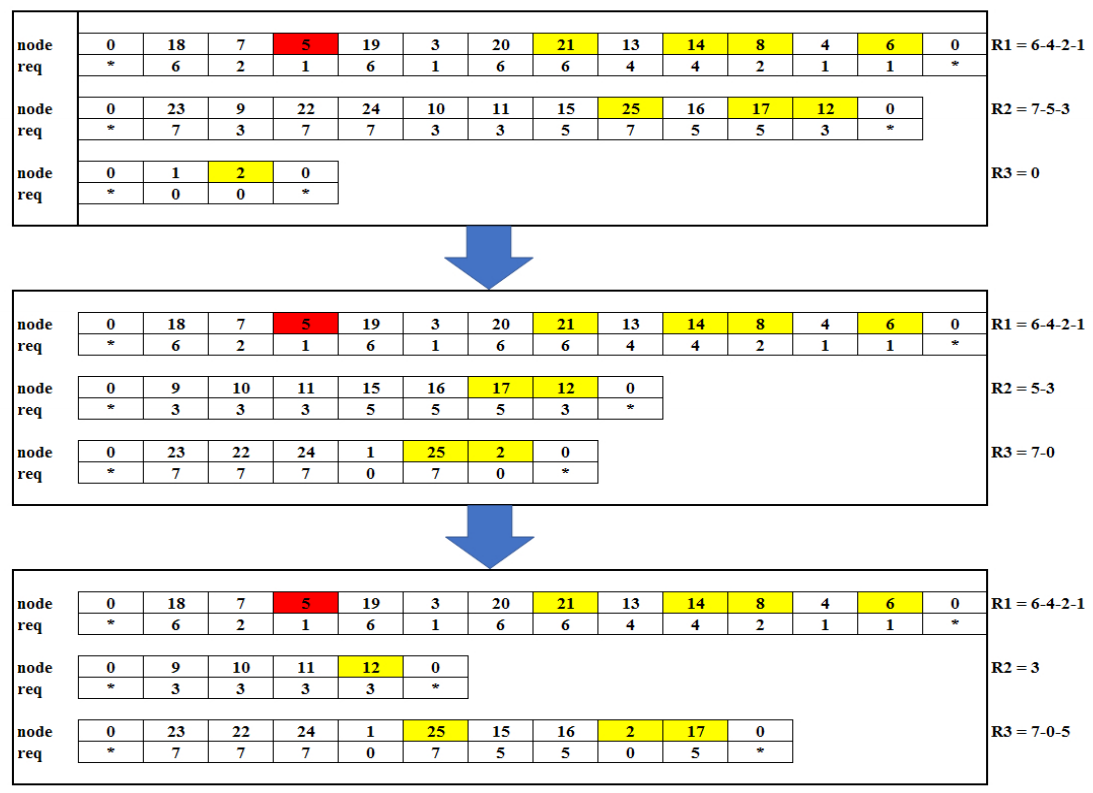 node 0 18 7 5 19 3 20 21 13 14 8 4 6 0 R1 = 6-4-2-1
req * 6 2 1 6 1 6 6 4 4 2 1 1 *
node 0 23 9 22 24 10 11 15 25 16 17 12 0 R2 = 7-5-3
req * 7 3 7 7 3 3 5 7 5 5 3 *
node 0 1 2 0 R3 = 0
req * 0 0 *
node 0 18 7 5 19 3 20 21 13 14 8 4 6 0 R1 = 6-4-2-1
req * 6 2 1 6 1 6 6 4 4 2 1 1 *
node 0 9 10 11 15 16 17 12 0 R2 = 5-3
req * 3 3 3 5 5 5 3 *
node 0 23 22 24 1 25 2 0 R3 = 7-0
req * 7 7 7 0 7 0 *
node 0 18 7 5 19 3 20 21 13 14 8 4 6 0 R1 = 6-4-2-1
req * 6 2 1 6 1 6 6 4 4 2 1 1 *
node 0 9 10 11 12 0 R2 = 3
req * 3 3 3 3 *
node 0 23 22 24 1 25 15 16 2 17 0 R3 = 7-0-5
req * 7 7 7 0 7 5 5 0 5 *